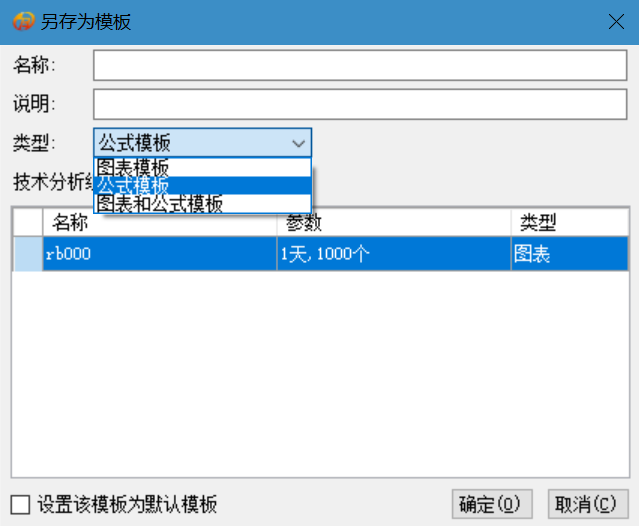 另存为模板
名称:
说明:
类型: 公式模板
图表模板
技术分析
公式模板
图表和公式模板
名称 参数 类型
rb000 1天,1000个 图表
设置该模板为默认模板 确定(O) 取消(C)